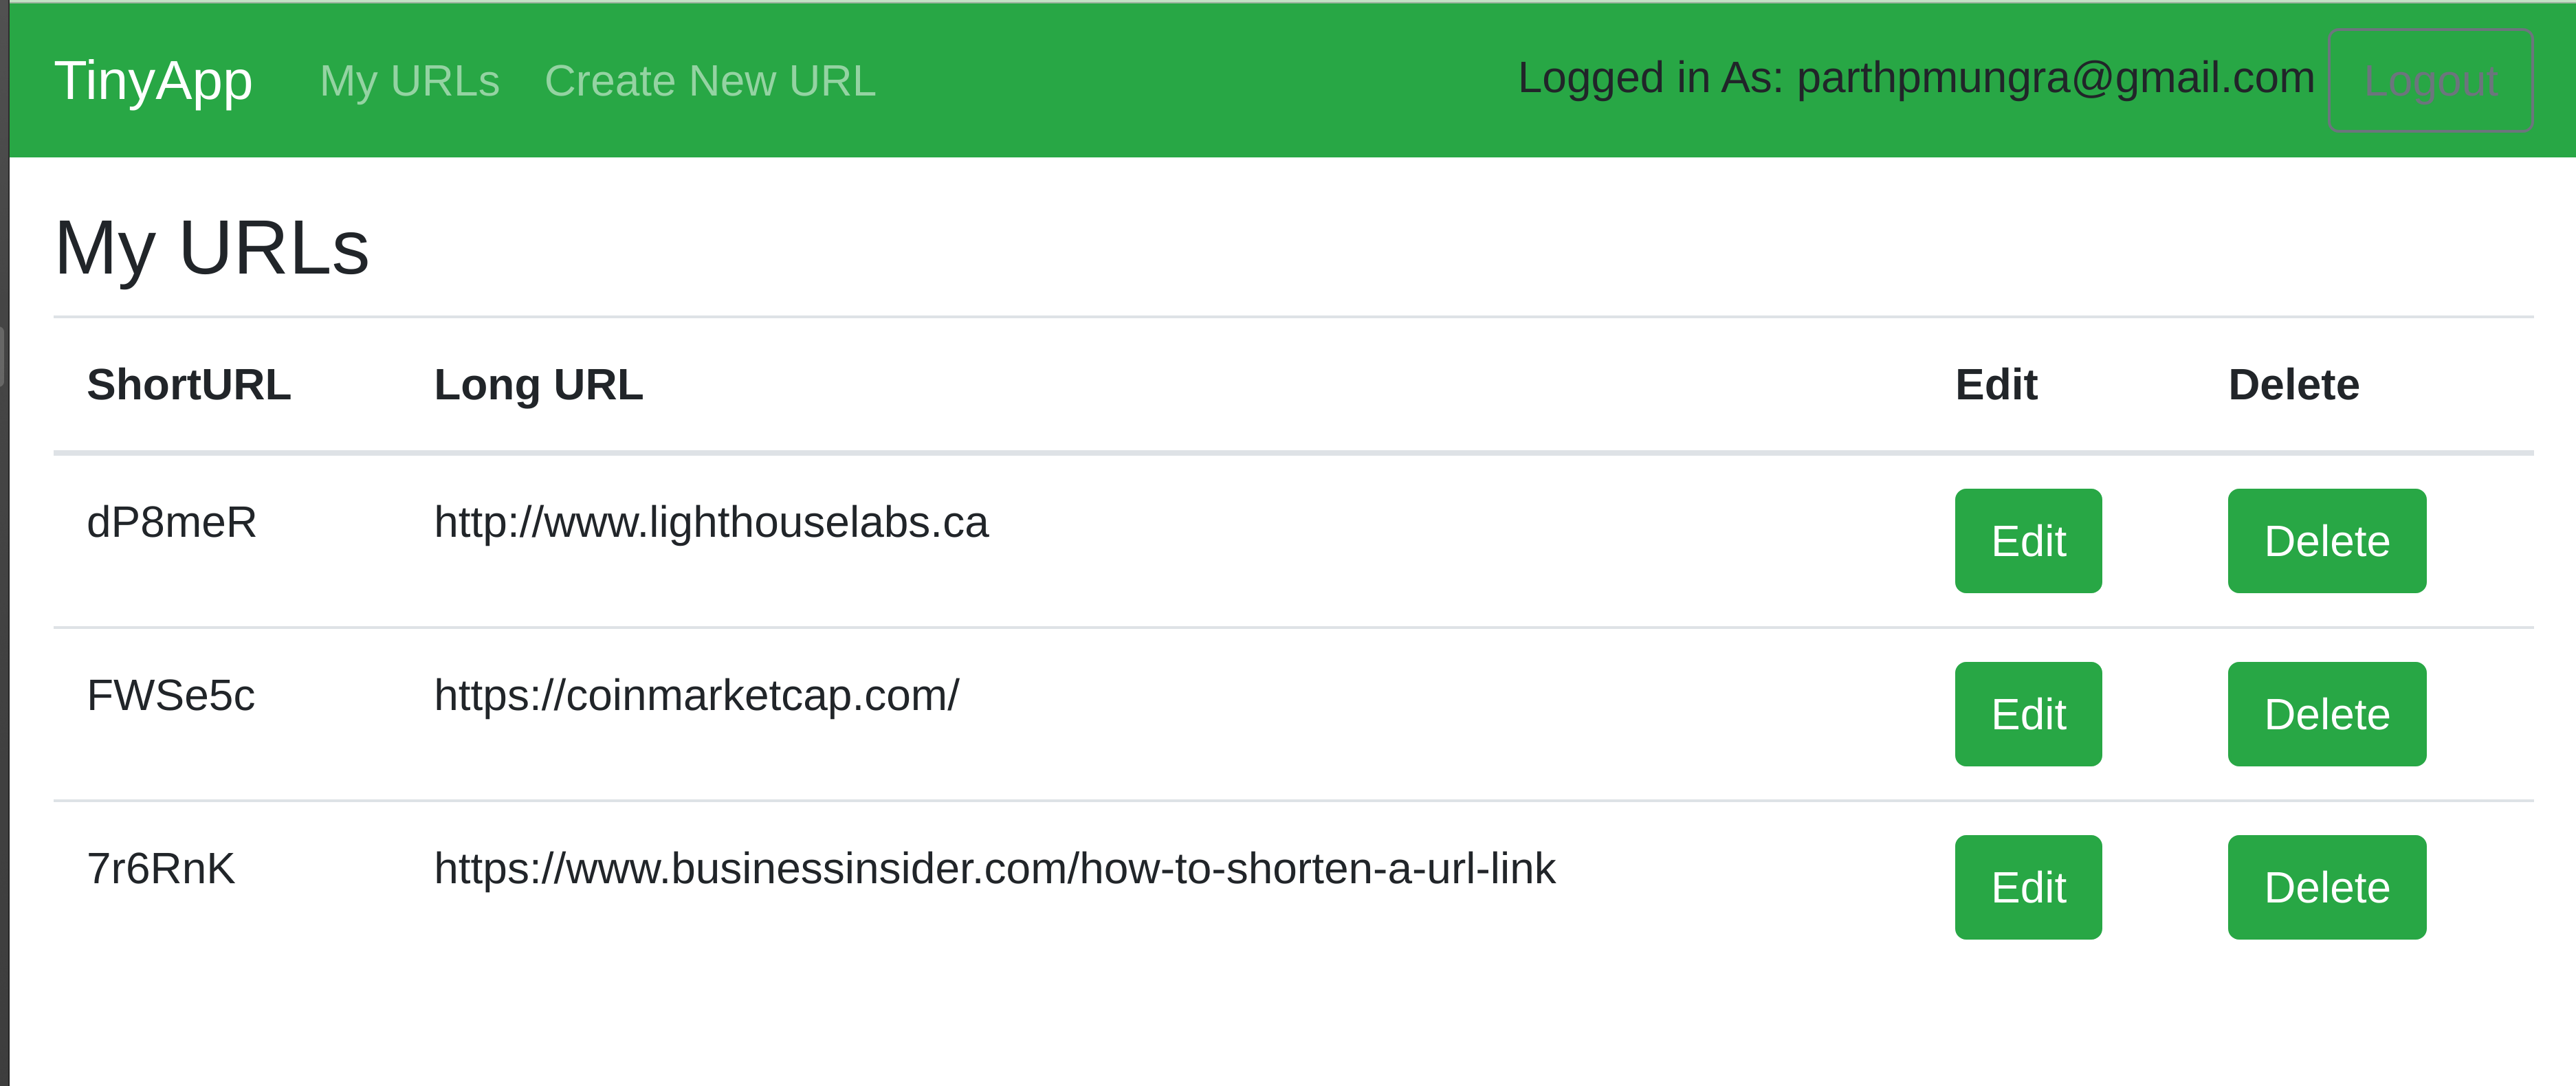 TinyApp My URLs Create New URL Logged in As: parthpmungra@gmail.com Logout
My URLs
ShortURL Long URL Edit Delete
dP8meR http://www.lighthouselabs.ca Edit Delete
FWSe5c https://coinmarketcap.com/ Edit Delete
7r6RnK https://www.businessinsider.com/how-to-shorten-a-url-link Edit Delete